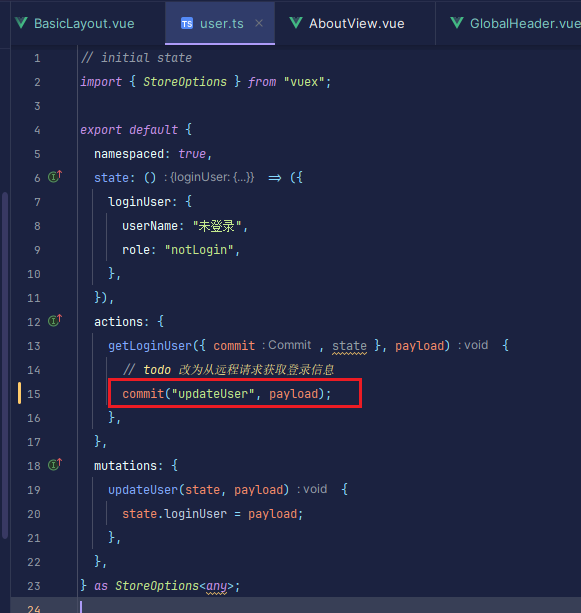 BasicLayout.vue TS user.ts × AboutView.vue GlobalHeader.vue
1 // initial state
2 import { StoreOptions } from "vuex";
3
4 export default {
5 namespaced: true,
6 state: () :{loginUser:{...}} => ({
7 loginUser: {
8 userName: "未登录",
9 role: "notLogin",
10 },
11 }),
12 actions: {
13 getLoginUser({ commit :Commit , state }, payload) :void {
14 // todo 改为从远程请求获取登录信息
15 commit("updateUser", payload);
16 },
17 },
18 mutations: {
19 updateUser(state, payload) :void {
20 state.loginUser = payload;
21 },
22 },
23 } as StoreOptions<any>;
24